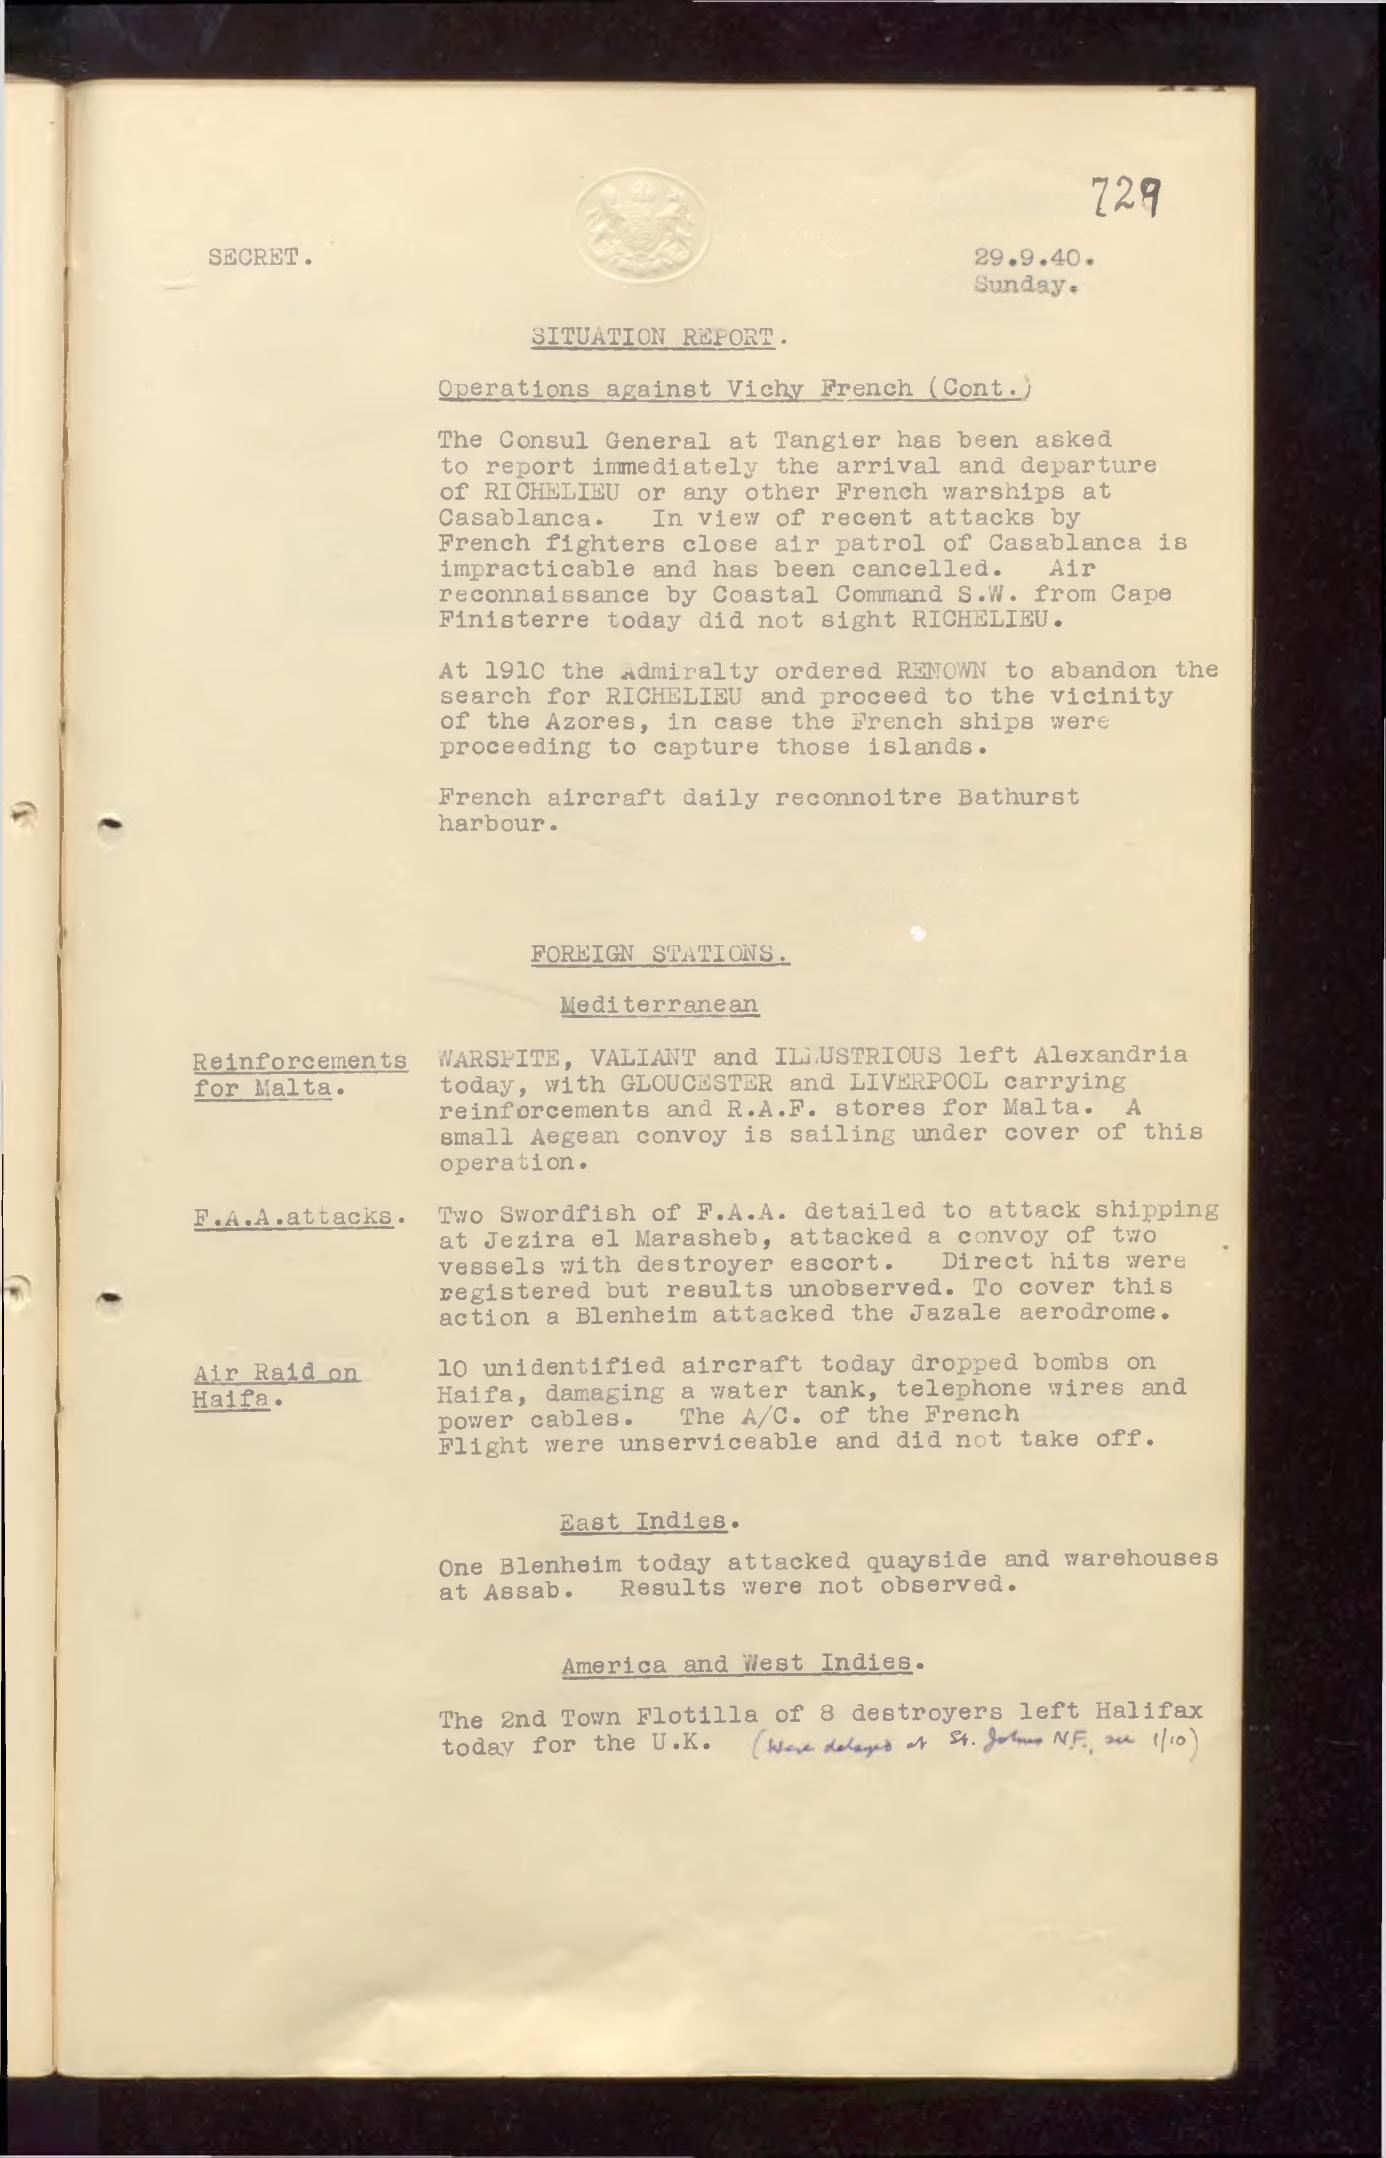 729
SECRET.
29.9.40.
Sunday.
SITUATION REPORT.
Operations against Vichy French (Cont.)
The Consul General at Tangier has been asked
to report immediately the arrival and departure
of RICHELIEU or any other French warships at
Casablanca. In view of recent attacks by
French fighters close air patrol of Casablanca is
impracticable and has been cancelled. Air
reconnaissance by Coastal Command S.W. from Cape
Finisterre today did not sight RICHELIEU.
At 1910 the Admiralty ordered RENOWN to abandon the
search for RICHELIEU and proceed to the vicinity
of the Azores, in case the French ships were
proceeding to capture those islands.
French aircraft daily reconnoitre Bathurst
harbour.
FOREIGN STATIONS.
Mediterranean
Reinforcements
for Malta.
WARSPITE, VALIANT and ILLUSTRIOUS left Alexandria
today, with GLOUCESTER and LIVERPOOL carrying
reinforcements and R.A.F. stores for Malta. A
small Aegean convoy is sailing under cover of this
operation.
F.A.A.attacks.
Two Swordfish of F.A.A. detailed to attack shipping
at Jezira el Marasheb, attacked a convoy of two
vessels with destroyer escort. Direct hits were
registered but results unobserved. To cover this
action a Blenheim attacked the Jazale aerodrome.
Air Raid on
Haifa.
10 unidentified aircraft today dropped bombs on
Haifa, damaging a water tank, telephone wires and
power cables. The A/C. of the French
Flight were unserviceable and did not take off.
East Indies.
One Blenheim today attacked quayside and warehouses
at Assab. Results were not observed.
America and West Indies.
The 2nd Town Flotilla of 8 destroyers left Halifax
today for the U.K. (Were delayed at St. Johns N.F., see 1/10)